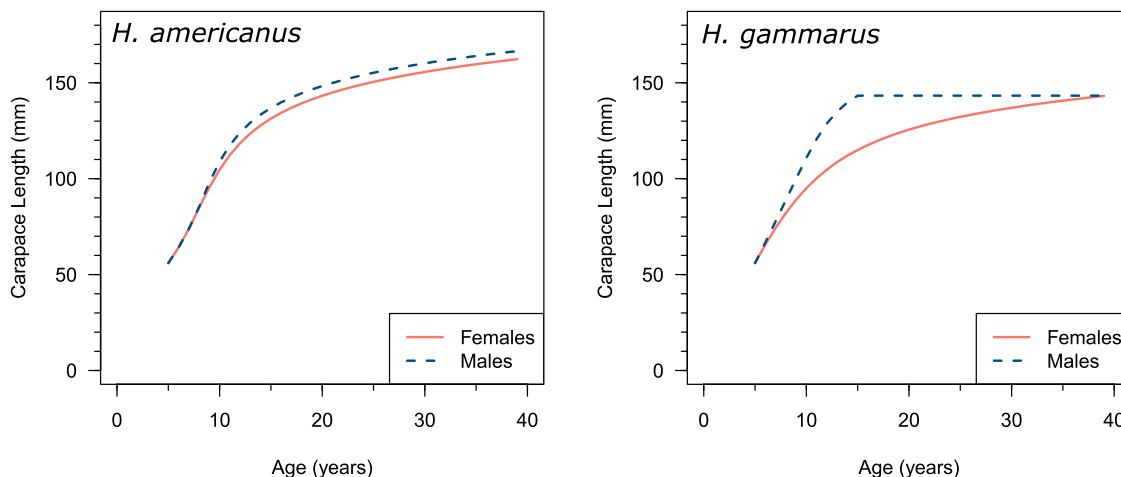 H. americanus
Carapace Length (mm)
150
100
50
0
Females
Males
0 10 20 30 40
Age (years)
H. gammarus
Carapace Length (mm)
150
100
50
0
Females
Males
0 10 20 30 40
Age (years)